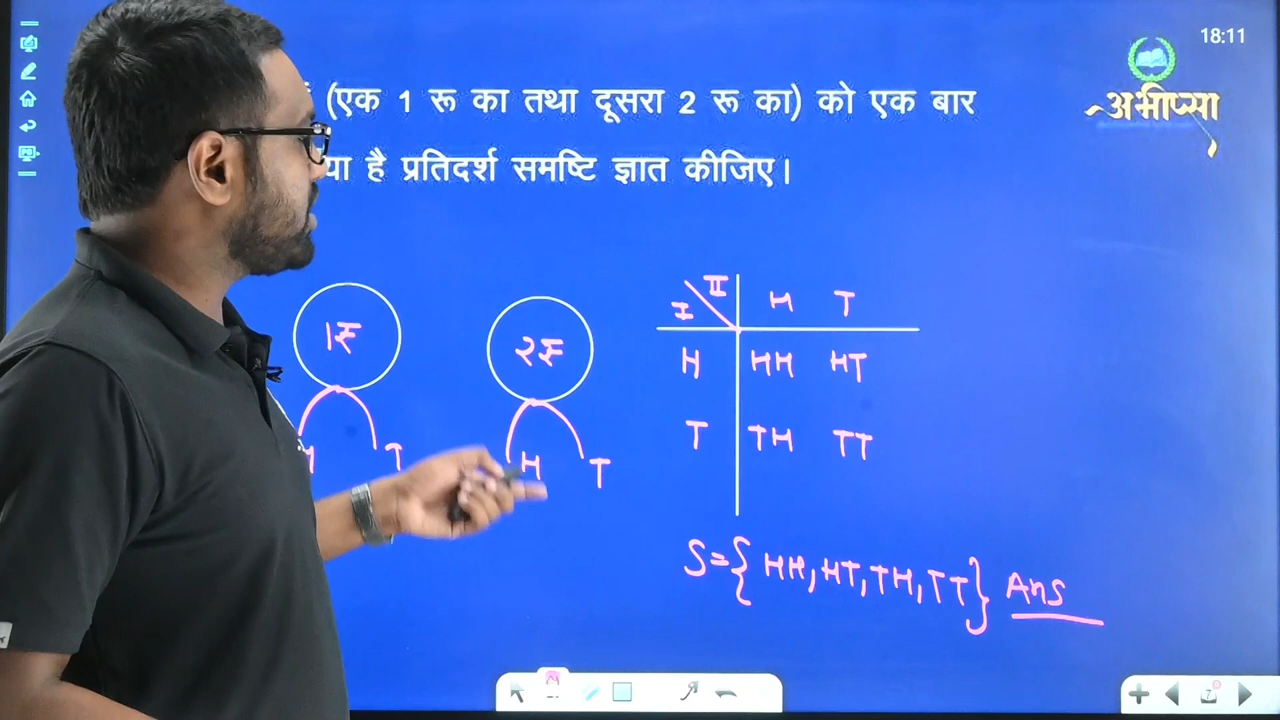 18:11
(एक 1 रू का तथा दूसरा 2 रू का) को एक बार
अभीप्सा
है प्रतिदर्श समष्टि ज्ञात कीजिए।
1₹
2₹
I II H T
H HH HT
T TH TT
T
H T
S={HH,HT,TH,TT} Ans
7